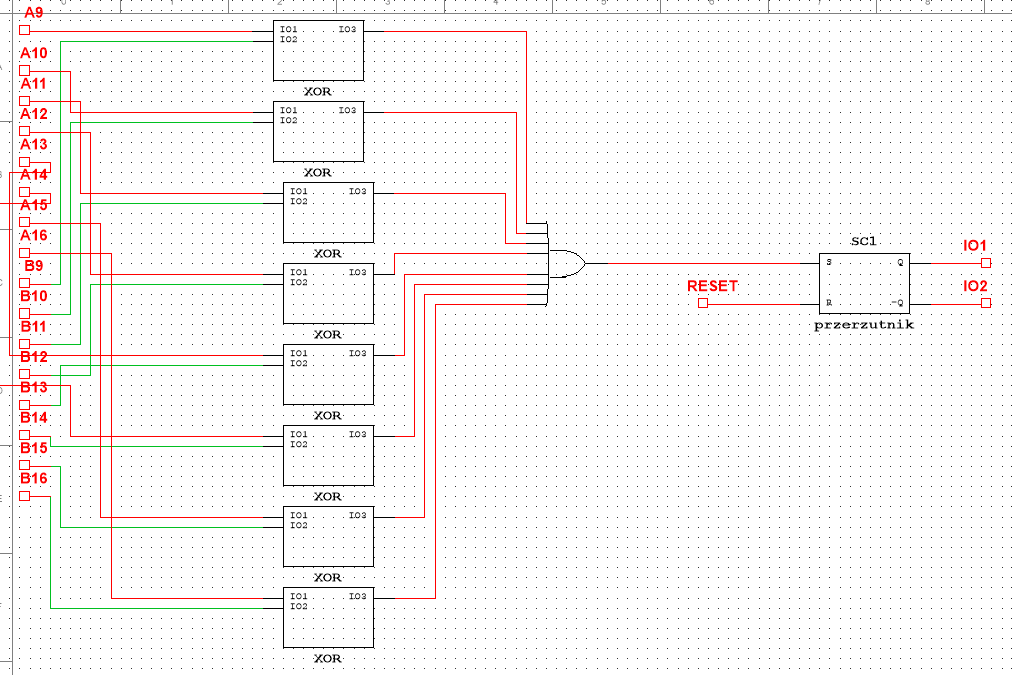 A9
A10
A11
A12
A13
A14
A15
A16
B9
B10
B11
B12
B13
B14
B15
B16
IO1 IO3
IO2
XOR
IO1 IO3
IO2
XOR
IO1 IO3
IO2
XOR
IO1 IO3
IO2
XOR
IO1 IO3
IO2
XOR
IO1 IO3
IO2
XOR
IO1 IO3
IO2
XOR
IO1 IO3
IO2
XOR
RESET
SC1
S Q
R ~Q
przerzutnik
IO1
IO2